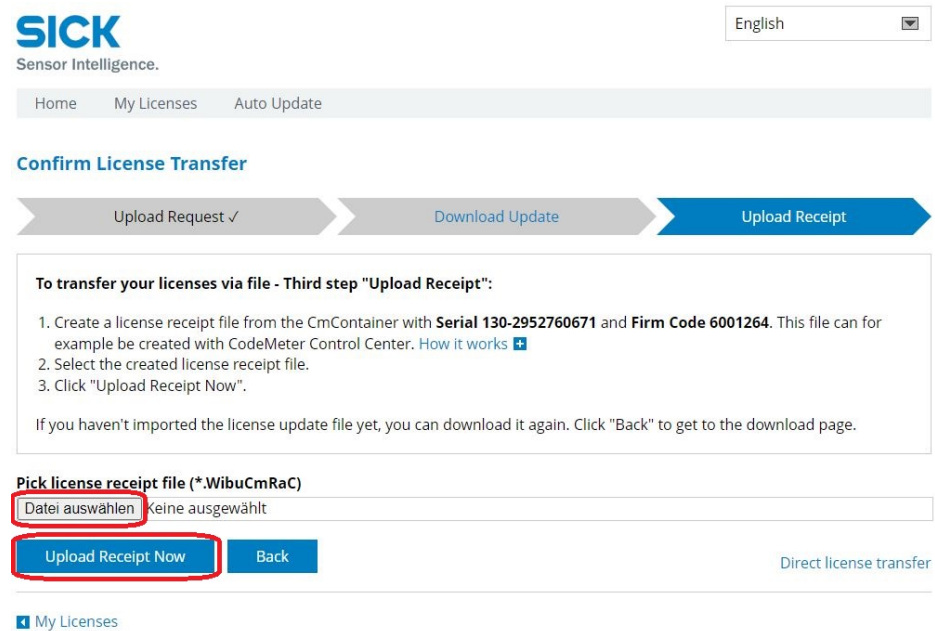 SICK
Sensor Intelligence.
English
Home My Licenses Auto Update
Confirm License Transfer
Upload Request ✓ Download Update Upload Receipt
To transfer your licenses via file - Third step "Upload Receipt":
1. Create a license receipt file from the CmContainer with Serial 130-2952760671 and Firm Code 6001264. This file can for
example be created with CodeMeter Control Center. How it works
2. Select the created license receipt file.
3. Click "Upload Receipt Now".
If you haven't imported the license update file yet, you can download it again. Click "Back" to get to the download page.
Pick license receipt file (*.WibuCmRaC)
Datei auswählen Keine ausgewählt
Upload Receipt Now Back
Direct license transfer
My Licenses